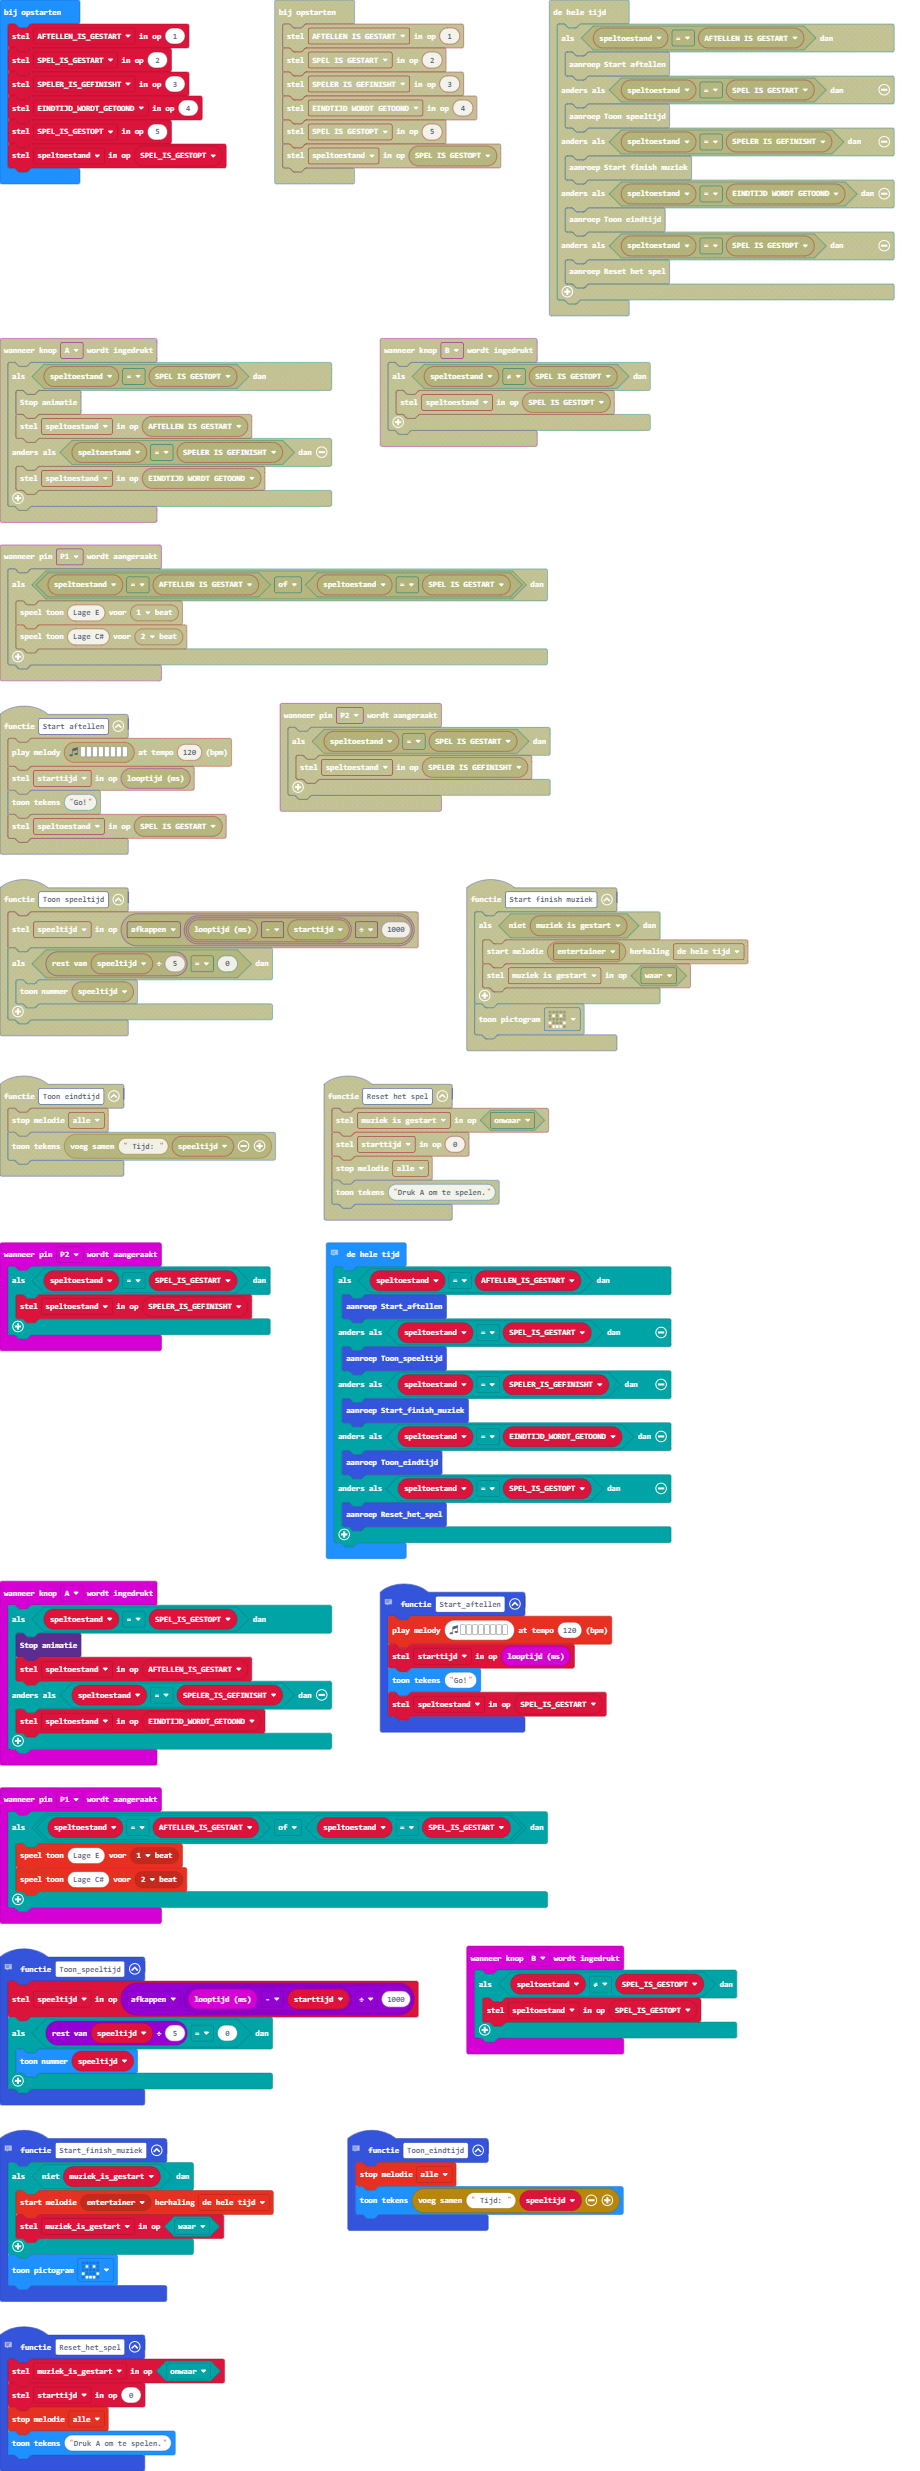 bij opstarten
stel AFTELLEN_IS_GESTART in op 1
stel SPEL_IS_GESTART in op 2
stel SPELER_IS_GEFINISHT in op 3
stel EINDTIJD_WORDT_GETOOND in op 4
stel SPEL_IS_GESTOPT in op 5
stel speltoestand in op SPEL_IS_GESTOPT
bij opstarten
stel AFTELLEN IS GESTART in op 1
stel SPEL IS GESTART in op 2
stel SPELER IS GEFINISHT in op 3
stel EINDTIJD WORDT GETOOND in op 4
stel SPEL IS GESTOPT in op 5
stel speltoestand in op SPEL IS GESTOPT
de hele tijd
als speltoestand = AFTELLEN IS GESTART dan
aanroep Start aftellen
anders als speltoestand = SPEL IS GESTART dan
aanroep Toon speeltijd
anders als speltoestand = SPELER IS GEFINISHT dan
aanroep Start finish muziek
anders als speltoestand = EINDTIJD WORDT GETOOND dan
aanroep Toon eindtijd
anders als speltoestand = SPEL IS GESTOPT dan
aanroep Reset het spel
wanneer knop A wordt ingedrukt
als speltoestand = SPEL IS GESTOPT dan
Stop animatie
stel speltoestand in op AFTELLEN IS GESTART
anders als speltoestand = SPELER IS GEFINISHT dan
stel speltoestand in op EINDTIJD WORDT GETOOND
wanneer knop B wordt ingedrukt
als speltoestand ≠ SPEL IS GESTOPT dan
stel speltoestand in op SPEL IS GESTOPT
wanneer pin P1 wordt aangeraakt
als speltoestand = AFTELLEN IS GESTART of speltoestand = SPEL IS GESTART dan
speel toon Lage E voor 1 beat
speel toon Lage C# voor 2 beat
functie Start aftellen
play melody at tempo 120 (bpm)
stel starttijd in op looptijd (ms)
toon tekens "Go!"
stel speltoestand in op SPEL IS GESTART
wanneer pin P2 wordt aangeraakt
als speltoestand = SPEL IS GESTART dan
stel speltoestand in op SPELER IS GEFINISHT
functie Toon speeltijd
stel speeltijd in op afkappen looptijd (ms) - starttijd ÷ 1000
als rest van speeltijd ÷ 5 = 0 dan
toon nummer speeltijd
functie Start finish muziek
als niet muziek is gestart dan
start melodie entertainer herhaling de hele tijd
stel muziek is gestart in op waar
toon pictogram
functie Toon eindtijd
stop melodie alle
toon tekens voeg samen " Tijd: " speeltijd
functie Reset het spel
stel muziek is gestart in op onwaar
stel starttijd in op 0
stop melodie alle
toon tekens "Druk A om te spelen."
wanneer pin P2 wordt aangeraakt
als speltoestand = SPEL_IS_GESTART dan
stel speltoestand in op SPELER_IS_GEFINISHT
de hele tijd
als speltoestand = AFTELLEN_IS_GESTART dan
aanroep Start_aftellen
anders als speltoestand = SPEL_IS_GESTART dan
aanroep Toon_speeltijd
anders als speltoestand = SPELER_IS_GEFINISHT dan
aanroep Start_finish_muziek
anders als speltoestand = EINDTIJD_WORDT_GETOOND dan
aanroep Toon_eindtijd
anders als speltoestand = SPEL_IS_GESTOPT dan
aanroep Reset_het_spel
wanneer knop A wordt ingedrukt
als speltoestand = SPEL_IS_GESTOPT dan
Stop animatie
stel speltoestand in op AFTELLEN_IS_GESTART
anders als speltoestand = SPELER_IS_GEFINISHT dan
stel speltoestand in op EINDTIJD_WORDT_GETOOND
functie Start_aftellen
play melody at tempo 120 (bpm)
stel starttijd in op looptijd (ms)
toon tekens "Go!"
stel speltoestand in op SPEL_IS_GESTART
wanneer pin P1 wordt aangeraakt
als speltoestand = AFTELLEN_IS_GESTART of speltoestand = SPEL_IS_GESTART dan
speel toon Lage E voor 1 beat
speel toon Lage C# voor 2 beat
functie Toon_speeltijd
stel speeltijd in op afkappen looptijd (ms) - starttijd ÷ 1000
als rest van speeltijd ÷ 5 = 0 dan
toon nummer speeltijd
wanneer knop B wordt ingedrukt
als speltoestand ≠ SPEL_IS_GESTOPT dan
stel speltoestand in op SPEL_IS_GESTOPT
functie Start_finish_muziek
als niet muziek_is_gestart dan
start melodie entertainer herhaling de hele tijd
stel muziek_is_gestart in op waar
toon pictogram
functie Toon_eindtijd
stop melodie alle
toon tekens voeg samen " Tijd: " speeltijd
functie Reset_het_spel
stel muziek_is_gestart in op onwaar
stel starttijd in op 0
stop melodie alle
toon tekens "Druk A om te spelen."